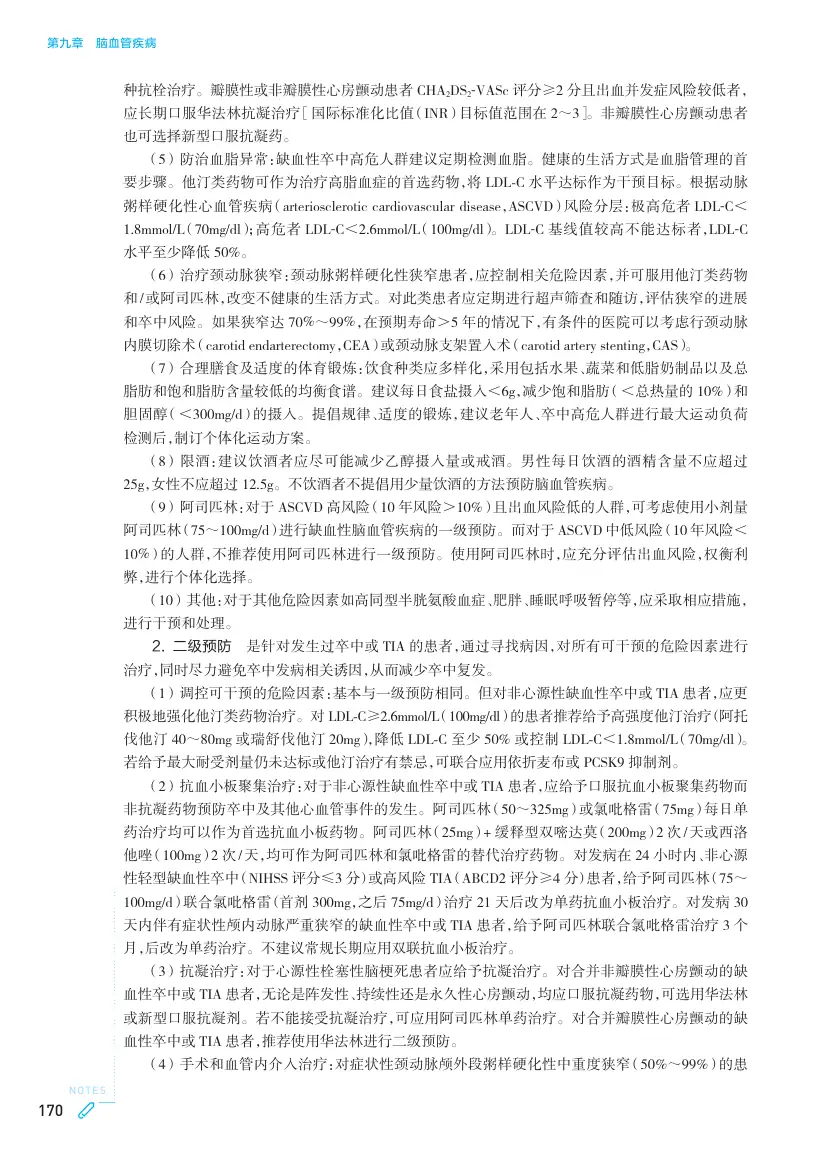 第九章 脑血管疾病
种抗栓治疗。瓣膜性或非瓣膜性心房颤动患者 CHA₂DS₂-VASc 评分≥2 分且出血并发症风险较低者，
应长期口服华法林抗凝治疗［国际标准化比值（INR）目标值范围在 2～3］。非瓣膜性心房颤动患者
也可选择新型口服抗凝药。
（5）防治血脂异常：缺血性卒中高危人群建议定期检测血脂。健康的生活方式是血脂管理的首
要步骤。他汀类药物可作为治疗高脂血症的首选药物，将 LDL-C 水平达标作为干预目标。根据动脉
粥样硬化性心血管疾病（arteriosclerotic cardiovascular disease，ASCVD）风险分层：极高危者 LDL-C＜
1.8mmol/L（70mg/dl）；高危者 LDL-C＜2.6mmol/L（100mg/dl）。LDL-C 基线值较高不能达标者，LDL-C
水平至少降低 50%。
（6）治疗颈动脉狭窄：颈动脉粥样硬化性狭窄患者，应控制相关危险因素，并可服用他汀类药物
和/或阿司匹林，改变不健康的生活方式。对此类患者应定期进行超声筛查和随访，评估狭窄的进展
和卒中风险。如果狭窄达 70%～99%，在预期寿命＞5 年的情况下，有条件的医院可以考虑行颈动脉
内膜切除术（carotid endarterectomy，CEA）或颈动脉支架置入术（carotid artery stenting，CAS）。
（7）合理膳食及适度的体育锻炼：饮食种类应多样化，采用包括水果、蔬菜和低脂奶制品以及总
脂肪和饱和脂肪含量较低的均衡食谱。建议每日食盐摄入＜6g，减少饱和脂肪（＜总热量的 10%）和
胆固醇（＜300mg/d）的摄入。提倡规律、适度的锻炼，建议老年人、卒中高危人群进行最大运动负荷
检测后，制订个体化运动方案。
（8）限酒：建议饮酒者应尽可能减少乙醇摄入量或戒酒。男性每日饮酒的酒精含量不应超过
25g，女性不应超过 12.5g。不饮酒者不提倡用少量饮酒的方法预防脑血管疾病。
（9）阿司匹林：对于 ASCVD 高风险（10 年风险＞10%）且出血风险低的人群，可考虑使用小剂量
阿司匹林（75～100mg/d）进行缺血性脑血管疾病的一级预防。而对于 ASCVD 中低风险（10 年风险＜
10%）的人群，不推荐使用阿司匹林进行一级预防。使用阿司匹林时，应充分评估出血风险，权衡利
弊，进行个体化选择。
（10）其他：对于其他危险因素如高同型半胱氨酸血症、肥胖、睡眠呼吸暂停等，应采取相应措施，
进行干预和处理。
2. 二级预防 是针对发生过卒中或 TIA 的患者，通过寻找病因，对所有可干预的危险因素进行
治疗，同时尽力避免卒中发病相关诱因，从而减少卒中复发。
（1）调控可干预的危险因素：基本与一级预防相同。但对非心源性缺血性卒中或 TIA 患者，应更
积极地强化他汀类药物治疗。对 LDL-C≥2.6mmol/L（100mg/dl）的患者推荐给予高强度他汀治疗（阿托
伐他汀 40～80mg 或瑞舒伐他汀 20mg），降低 LDL-C 至少 50% 或控制 LDL-C＜1.8mmol/L（70mg/dl）。
若给予最大耐受剂量仍未达标或他汀治疗有禁忌，可联合应用依折麦布或 PCSK9 抑制剂。
（2）抗血小板聚集治疗：对于非心源性缺血性卒中或 TIA 患者，应给予口服抗血小板聚集药物而
非抗凝药物预防卒中及其他心血管事件的发生。阿司匹林（50～325mg）或氯吡格雷（75mg）每日单
药治疗均可以作为首选抗血小板药物。阿司匹林（25mg）+ 缓释型双嘧达莫（200mg）2 次/天或西洛
他唑（100mg）2 次/天，均可作为阿司匹林和氯吡格雷的替代治疗药物。对发病在 24 小时内、非心源
性轻型缺血性卒中（NIHSS 评分≤3 分）或高风险 TIA（ABCD2 评分≥4 分）患者，给予阿司匹林（75～
100mg/d）联合氯吡格雷（首剂 300mg，之后 75mg/d）治疗 21 天后改为单药抗血小板治疗。对发病 30
天内伴有症状性颅内动脉严重狭窄的缺血性卒中或 TIA 患者，给予阿司匹林联合氯吡格雷治疗 3 个
月，后改为单药治疗。不建议常规长期应用双联抗血小板治疗。
（3）抗凝治疗：对于心源性栓塞性脑梗死患者应给予抗凝治疗。对合并非瓣膜性心房颤动的缺
血性卒中或 TIA 患者，无论是阵发性、持续性还是永久性心房颤动，均应口服抗凝药物，可选用华法林
或新型口服抗凝剂。若不能接受抗凝治疗，可应用阿司匹林单药治疗。对合并瓣膜性心房颤动的缺
血性卒中或 TIA 患者，推荐使用华法林进行二级预防。
（4）手术和血管内介入治疗：对症状性颈动脉颅外段粥样硬化性中重度狭窄（50%～99%）的患
NOTES
170